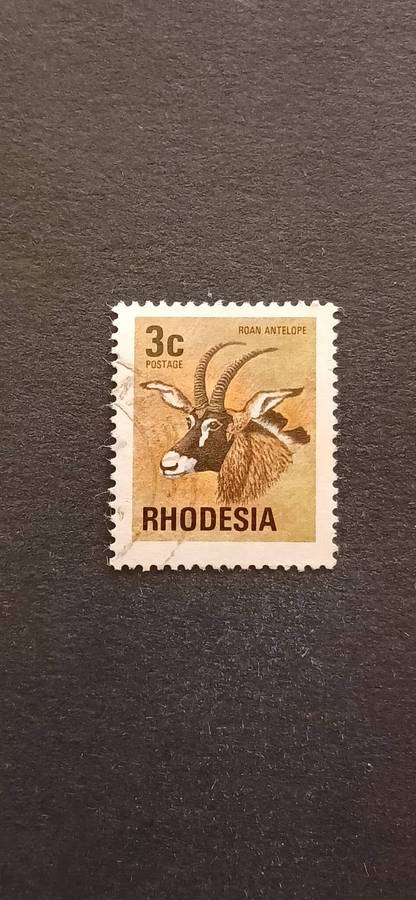 ROAN ANTELOPE
3c
POSTAGE
RHODESIA